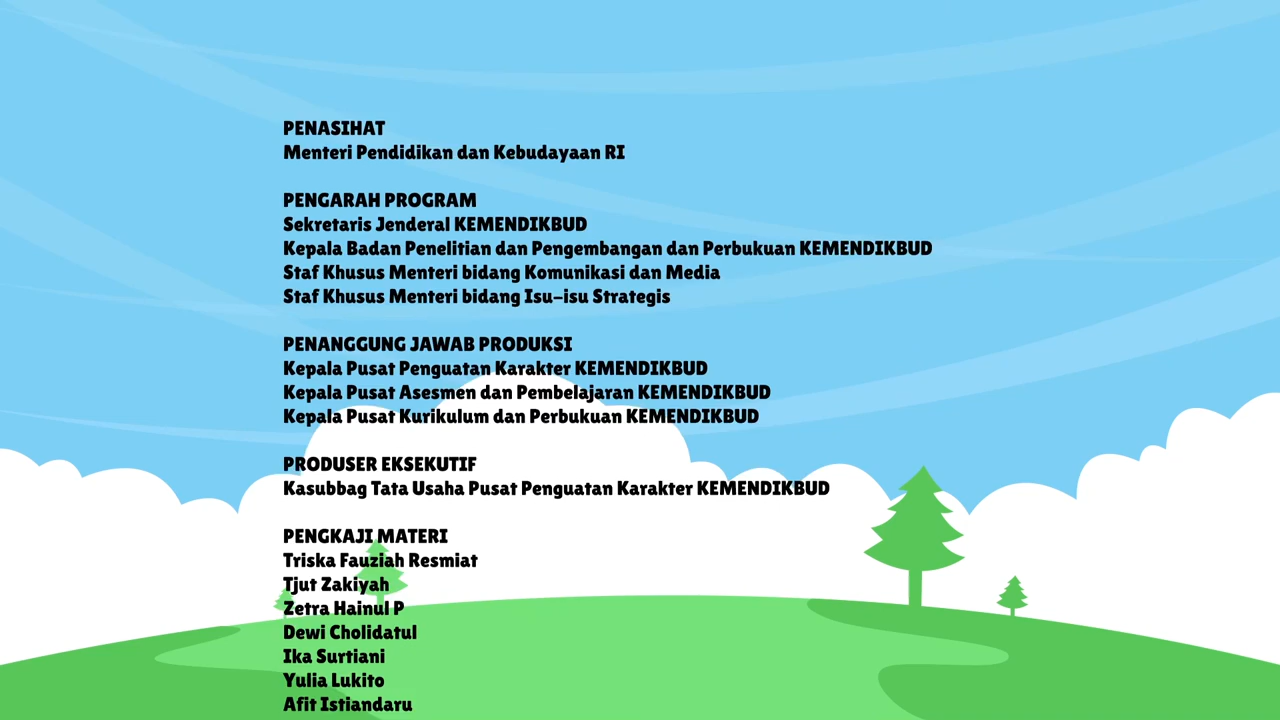 PENASIHAT
Menteri Pendidikan dan Kebudayaan RI
PENGARAH PROGRAM
Sekretaris Jenderal KEMENDIKBUD
Kepala Badan Penelitian dan Pengembangan dan Perbukuan KEMENDIKBUD
Staf Khusus Menteri bidang Komunikasi dan Media
Staf Khusus Menteri bidang Isu-isu Strategis
PENANGGUNG JAWAB PRODUKSI
Kepala Pusat Penguatan Karakter KEMENDIKBUD
Kepala Pusat Asesmen dan Pembelajaran KEMENDIKBUD
Kepala Pusat Kurikulum dan Perbukuan KEMENDIKBUD
PRODUSER EKSEKUTIF
Kasubbag Tata Usaha Pusat Penguatan Karakter KEMENDIKBUD
PENGKAJI MATERI
Triska Fauziah Resmiat
Tjut Zakiyah
Zetra Hainul P
Dewi Cholidatul
Ika Surtiani
Yulia Lukito
Afit Istiandaru